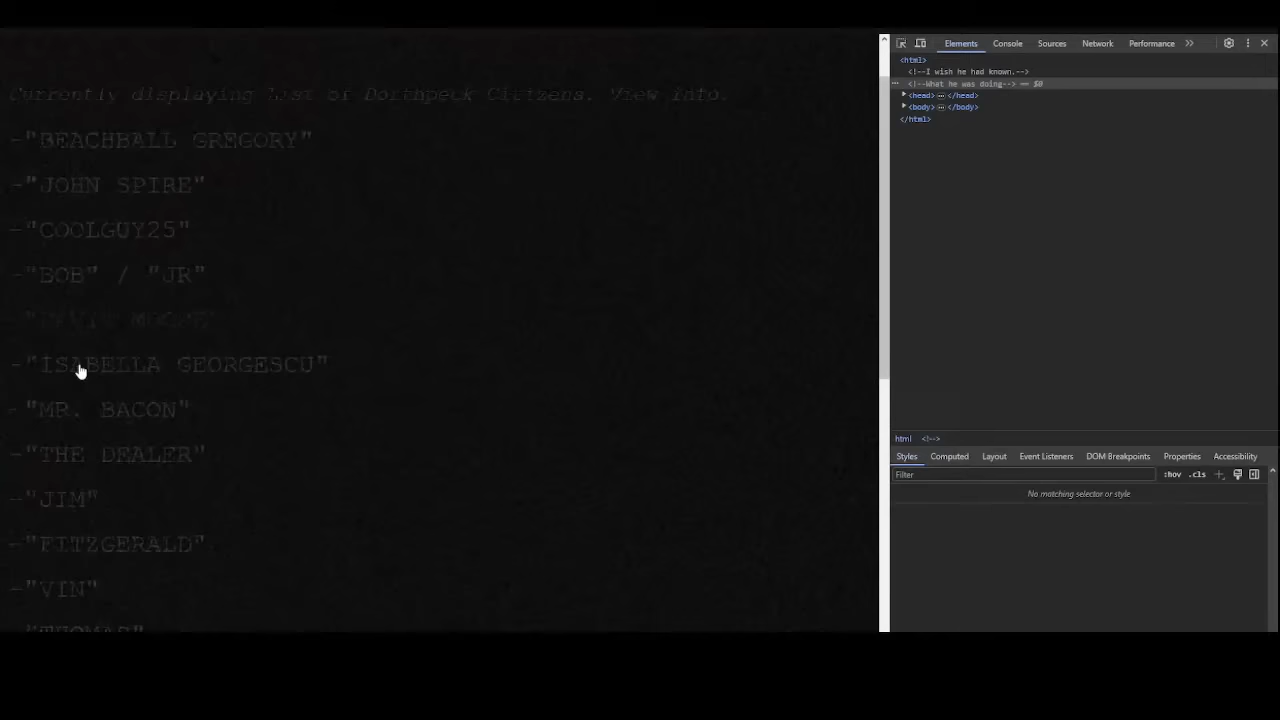 Currently displaying List of Dorthpeck Citizens. View Info.
-"BEACHBALL GREGORY"
-"JOHN SPIRE"
-"COOLGUY25"
-"BOB" / "JR"
-"ISABELLA GEORGESCU"
-"MR. BACON"
-"THE DEALER"
-"JIM"
-"FITZGERALD"
-"VIN"
"THOMAS"
Elements Console Sources Network Performance »
<html>
<!--I wish he had known.-->
<!--What he was doing--> == $0
<head> … </head>
<body> … </body>
</html>
html <!-->
Styles Computed Layout Event Listeners DOM Breakpoints Properties Accessibility
Filter :hov .cls
No matching selector or style